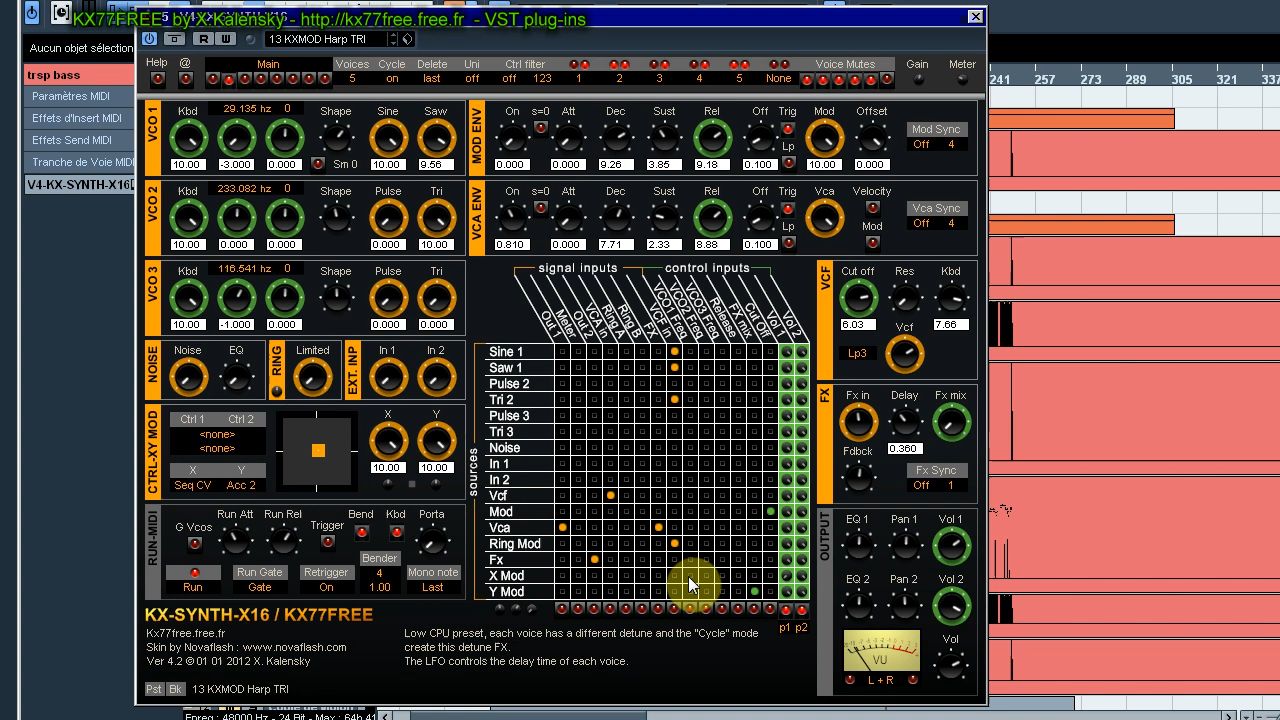 KX77FREE by X.Kalensky - http://kx77free.free.fr - VST plug-ins
13 KXMOD Harp TRI
R W
Aucun objet sélection
trsp bass
Paramètres MIDI
Effets d'Insert MIDI
Effets Send MIDI
Tranche de Voie MIDI
V4-KX-SYNTH-X16
241 257 273 289 305 321 337
Help @ Main Voices Cycle Delete Uni Ctrl filter Voice Mutes Gain Meter
5 on last off off 123 1 2 3 4 5 None
VCO 1
Kbd 29.135 hz 0 Shape Sine Saw
10.00 -3.000 0.000 Sm 0 10.00 9.56
MOD ENV
On s=0 Att Dec Sust Rel Off Trig Mod Offset
Lp
0.000 0.000 9.26 3.85 9.18 0.100 10.00 0.000
Mod Sync
Off 4
VCO 2
Kbd 233.082 hz 0 Shape Pulse Tri
10.00 0.000 0.000 0.000 10.00
VCA ENV
On s=0 Att Dec Sust Rel Off Trig Vca Velocity
Lp Mod
0.810 0.000 7.71 2.33 8.88 0.100
Vca Sync
Off 4
VCO 3
Kbd 116.541 hz 0 Shape Pulse Tri
10.00 -1.000 0.000 0.000 0.000
signal inputs control inputs
Out 1 Meter Out 2 VCA in Ring A Ring B FX VCF in VCO1 Freq VCO2 Freq VCO3 Freq Release FX mix Cut Off Vol 1 Vol 2
VCF
Cut off Res Kbd
6.03 7.66
Vcf
Lp3
NOISE
Noise EQ
RING
Limited
EXT. INP
In 1 In 2
sources
Sine 1
Saw 1
Pulse 2
Tri 2
Pulse 3
Tri 3
Noise
In 1
In 2
Vcf
Mod
Vca
Ring Mod
Fx
X Mod
Y Mod
p1 p2
CTRL-XY MOD
Ctrl 1 Ctrl 2
<none>
<none>
X Y
Seq CV Acc 2
X Y
10.00 10.00
FX
Fx in Delay Fx mix
0.360
Fdbck
Fx Sync
Off 1
RUN-MIDI
G Vcos Run Att Run Rel Trigger Bend Kbd Porta
Bender
Run Gate Retrigger 4 Mono note
Run Gate On 1.00 Last
OUTPUT
EQ 1 Pan 1 Vol 1
EQ 2 Pan 2 Vol 2
Vol
VU
L + R
KX-SYNTH-X16 / KX77FREE
Kx77free.free.fr
Skin by Novaflash : www.novaflash.com
Low CPU preset, each voice has a different detune and the "Cycle" mode
create this detune FX.
The LFO controls the delay time of each voice.
Pst Bk 13 KXMOD Harp TRI